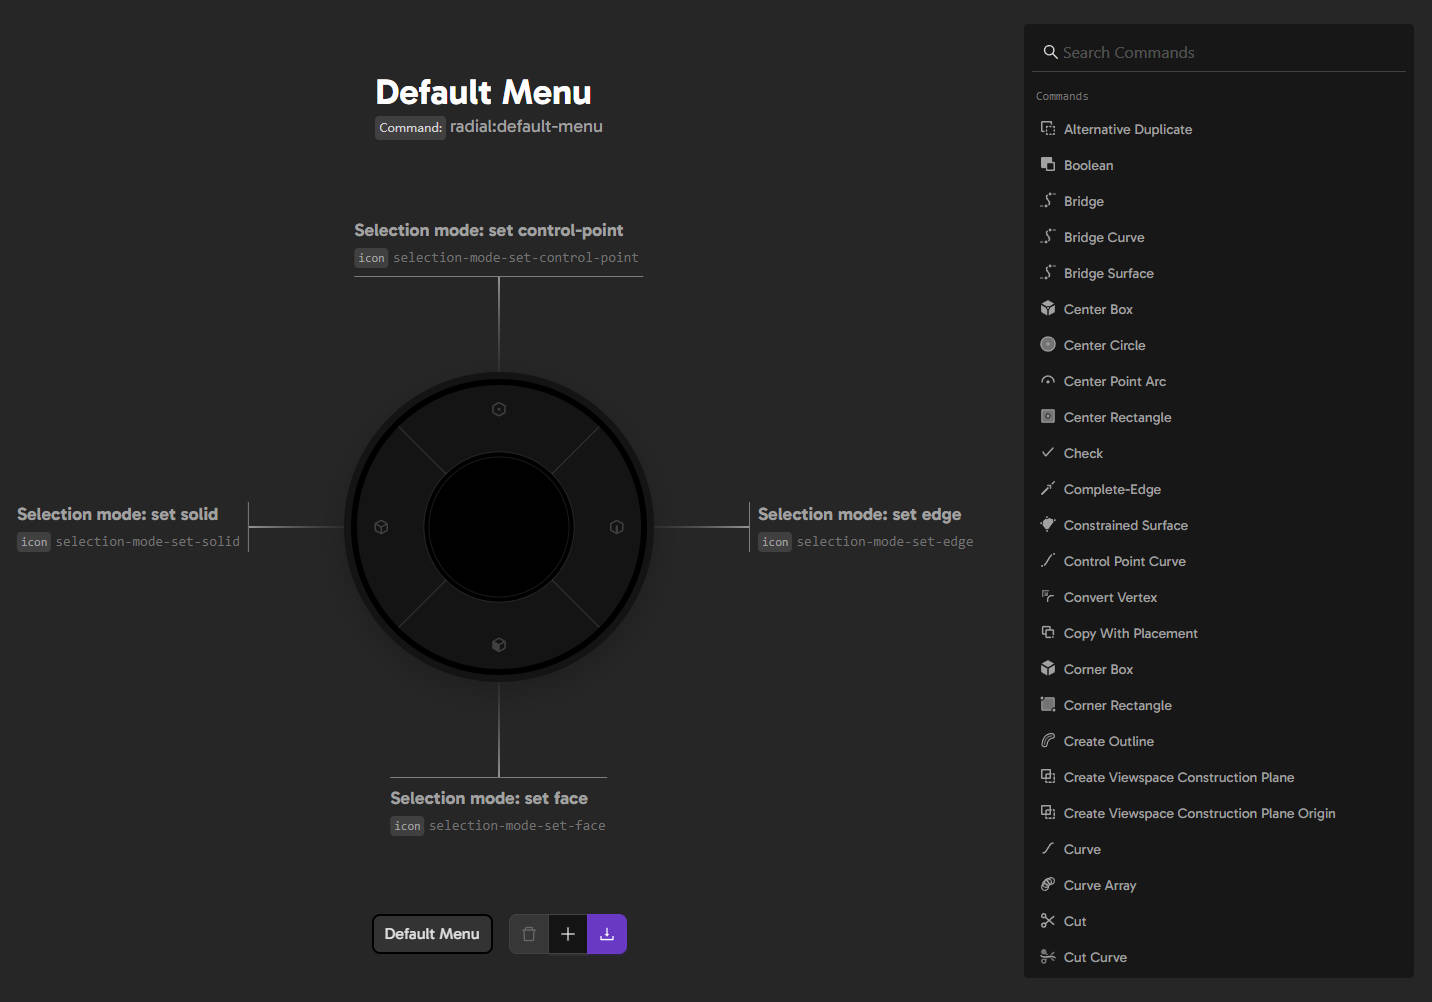 Default Menu
Command: radial:default-menu
Selection mode: set control-point
icon selection-mode-set-control-point
Selection mode: set solid
icon selection-mode-set-solid
Selection mode: set edge
icon selection-mode-set-edge
Selection mode: set face
icon selection-mode-set-face
Default Menu
Search Commands
Commands
Alternative Duplicate
Boolean
Bridge
Bridge Curve
Bridge Surface
Center Box
Center Circle
Center Point Arc
Center Rectangle
Check
Complete-Edge
Constrained Surface
Control Point Curve
Convert Vertex
Copy With Placement
Corner Box
Corner Rectangle
Create Outline
Create Viewspace Construction Plane
Create Viewspace Construction Plane Origin
Curve
Curve Array
Cut
Cut Curve